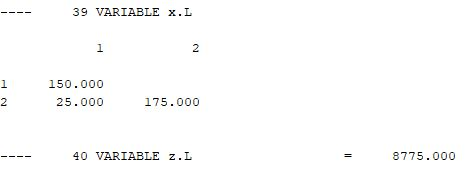 ----     39 VARIABLE x.L
1           2
1     150.000
2      25.000     175.000
----     40 VARIABLE z.L                   =     8775.000